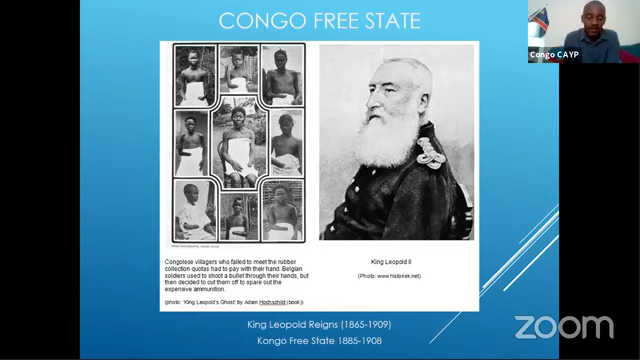 CONGO FREE STATE
Congo CAYP
Congolese villagers who failed to meet the rubber
collection quotas had to pay with their hand. Belgian
soldiers used to shoot a bullet through their hands, but
then decided to cut them off to spare out the
expensive ammunition.
(photo: 'King Leopold's Ghost' by Adam Hochschild (book))
King Leopold II
(Photo: www.historiek.net)
King Leopold Reigns (1865-1909)
Kongo Free State 1885-1908
zoom